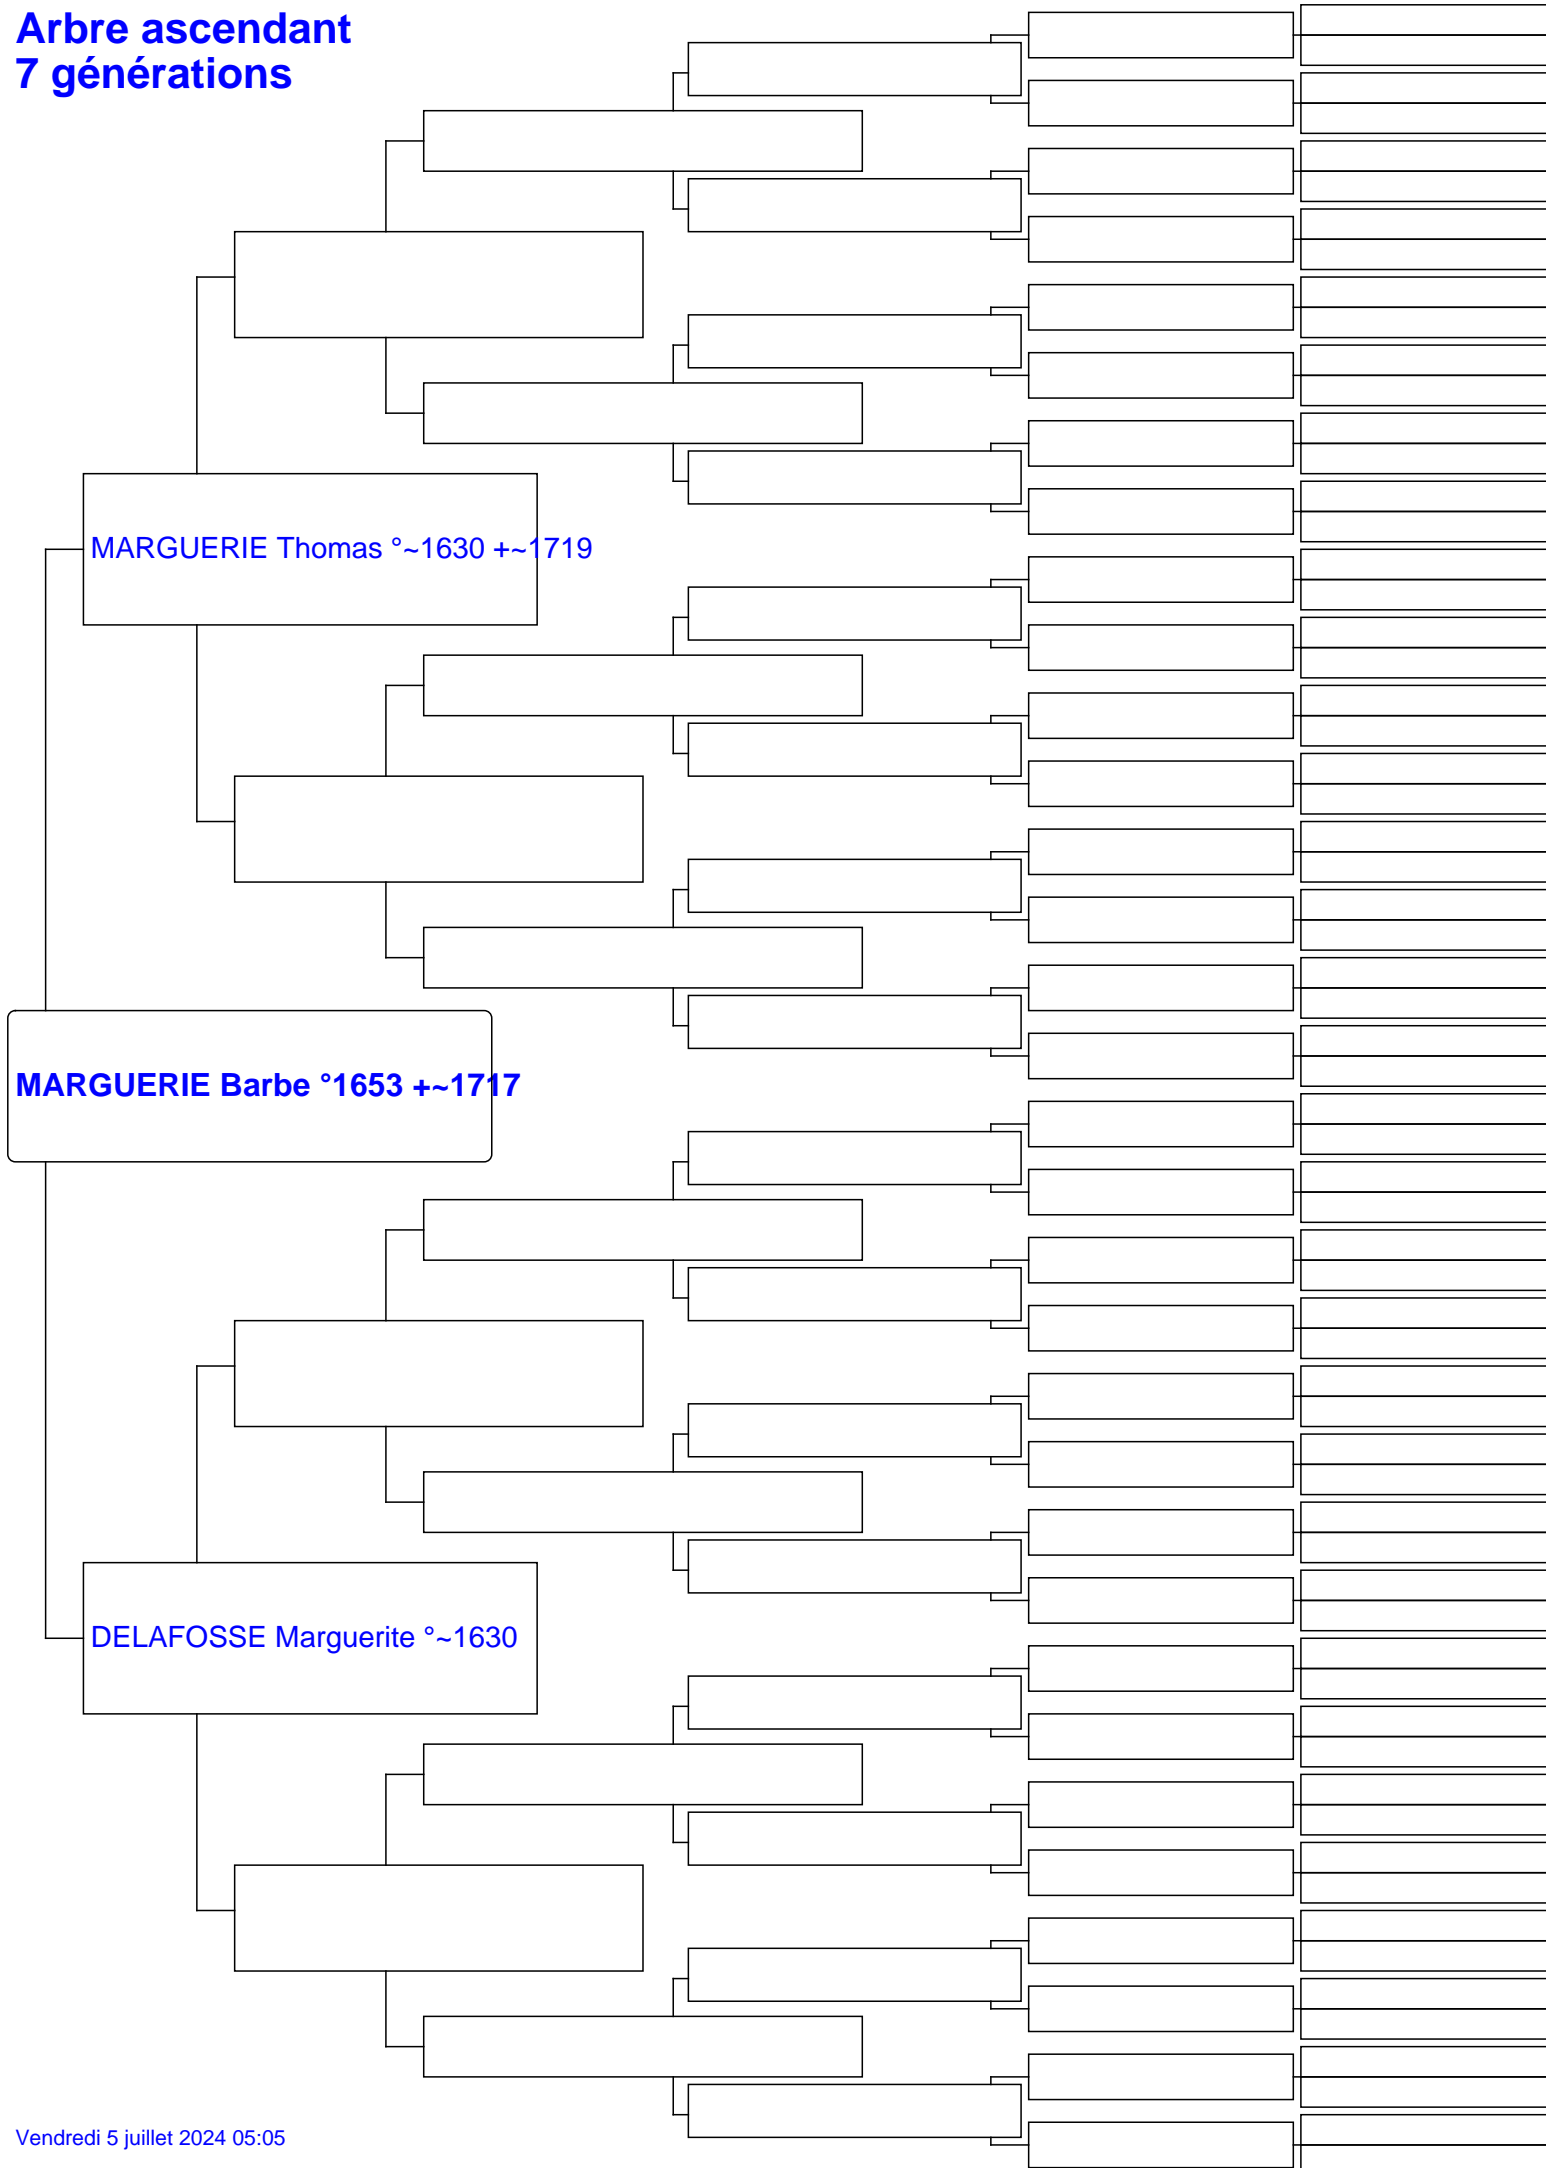 Arbre ascendant
7 générations
MARGUERIE Thomas °~1630 +~1719
MARGUERIE Barbe °1653 +~1717
DELAFOSSE Marguerite °~1630
Vendredi 5 juillet 2024 05:05